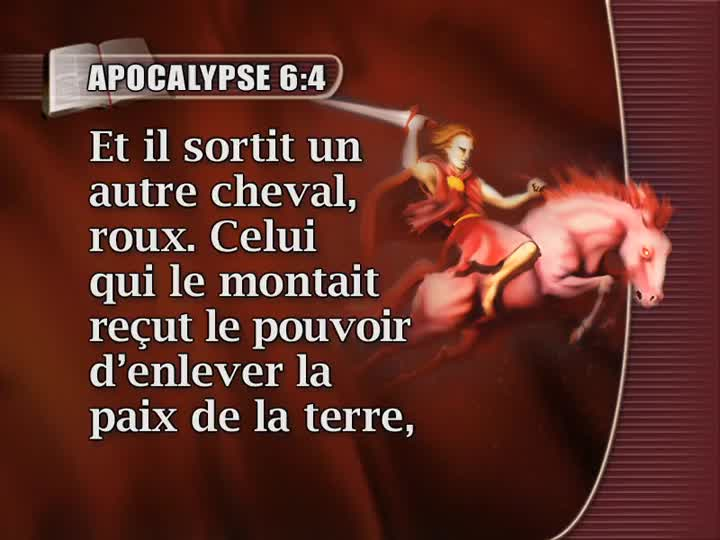 APOCALYPSE 6:4
Et il sortit un
autre cheval,
roux. Celui
qui le montait
reçut le pouvoir
d’enlever la
paix de la terre,